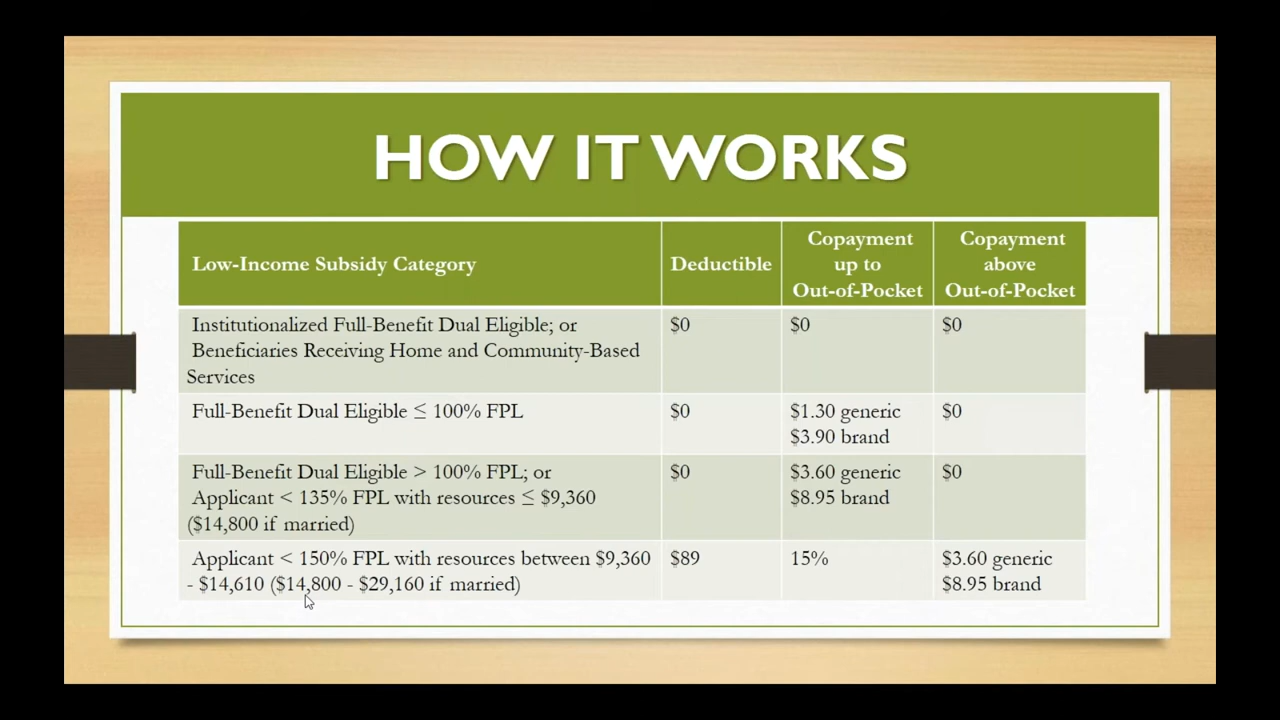 HOW IT WORKS
Low-Income Subsidy Category
Deductible
Copayment
up to
Out-of-Pocket
Copayment
above
Out-of-Pocket
Institutionalized Full-Benefit Dual Eligible; or
Beneficiaries Receiving Home and Community-Based
Services
$0
$0
$0
Full-Benefit Dual Eligible ≤ 100% FPL
$0
$1.30 generic
$3.90 brand
$0
Full-Benefit Dual Eligible > 100% FPL; or
Applicant < 135% FPL with resources ≤ $9,360
($14,800 if married)
$0
$3.60 generic
$8.95 brand
$0
Applicant < 150% FPL with resources between $9,360
- $14,610 ($14,800 - $29,160 if married)
$89
15%
$3.60 generic
$8.95 brand